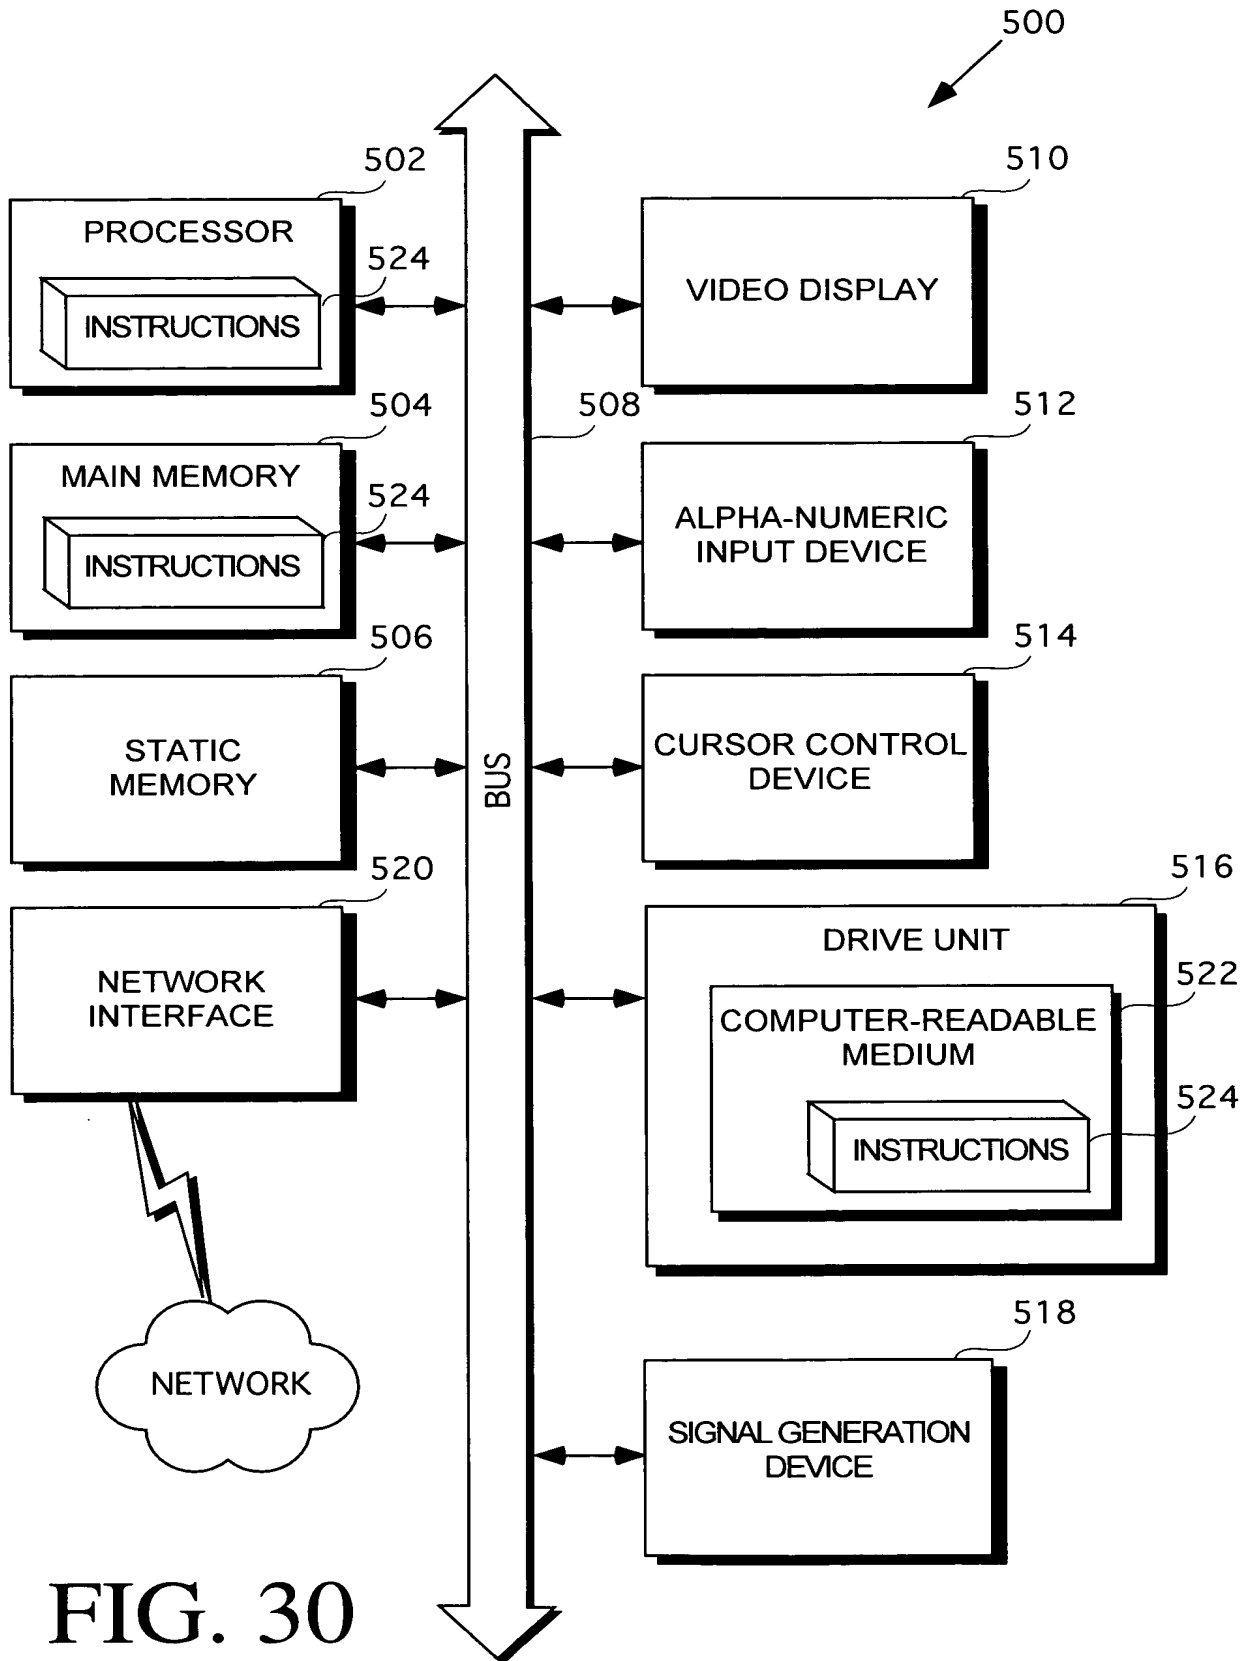 500
502
PROCESSOR
524
INSTRUCTIONS
504
MAIN MEMORY
524
INSTRUCTIONS
506
STATIC
MEMORY
520
NETWORK
INTERFACE
NETWORK
508
BUS
510
VIDEO DISPLAY
512
ALPHA-NUMERIC
INPUT DEVICE
514
CURSOR CONTROL
DEVICE
516
DRIVE UNIT
522
COMPUTER-READABLE
MEDIUM
524
INSTRUCTIONS
518
SIGNAL GENERATION
DEVICE
FIG. 30